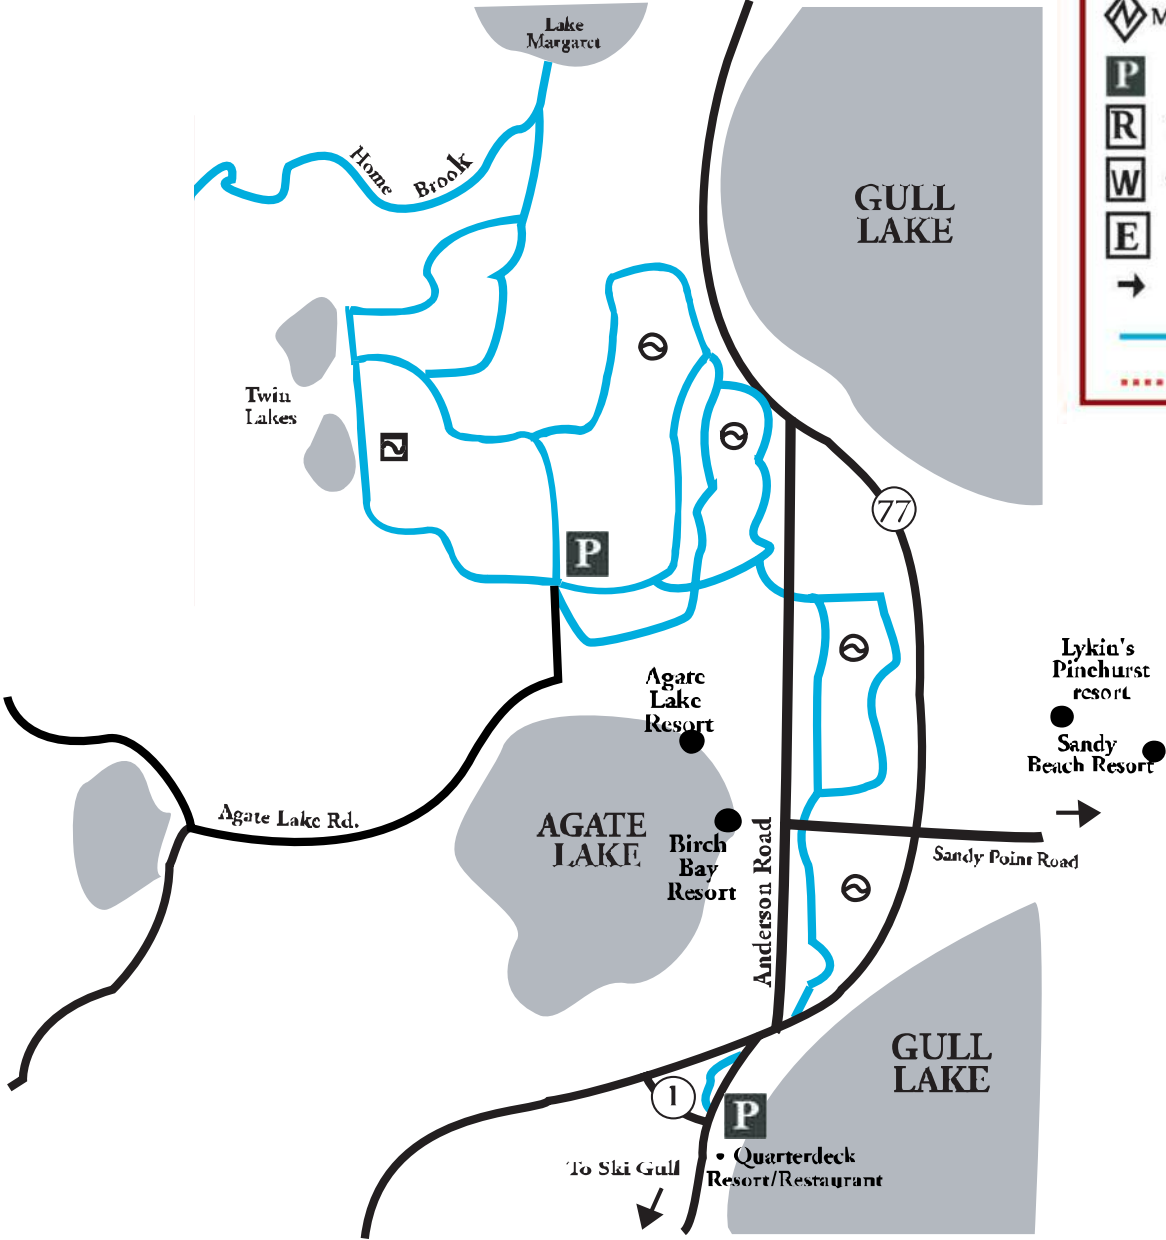 Lake
Margaret
M
P
R
W
E
Home Brook
GULL
LAKE
Twin
Lakes
77
P
Lykin's
Pinehurst
resort
Agate
Lake
Resort
Sandy
Beach Resort
Agate Lake Rd.
AGATE
LAKE
Birch
Bay
Resort
Anderson Road
Sandy Point Road
GULL
LAKE
1
P
To Ski Gull
• Quarterdeck
Resort/Restaurant